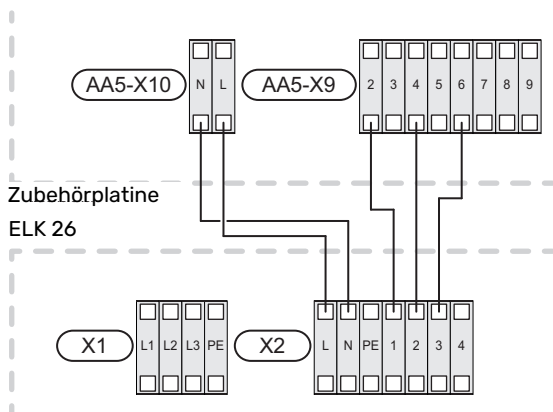 AA5-X10 N L AA5-X9 2 3 4 5 6 7 8 9
Zubehörplatine
ELK 26
X1 L1 L2 L3 PE X2 L N PE 1 2 3 4